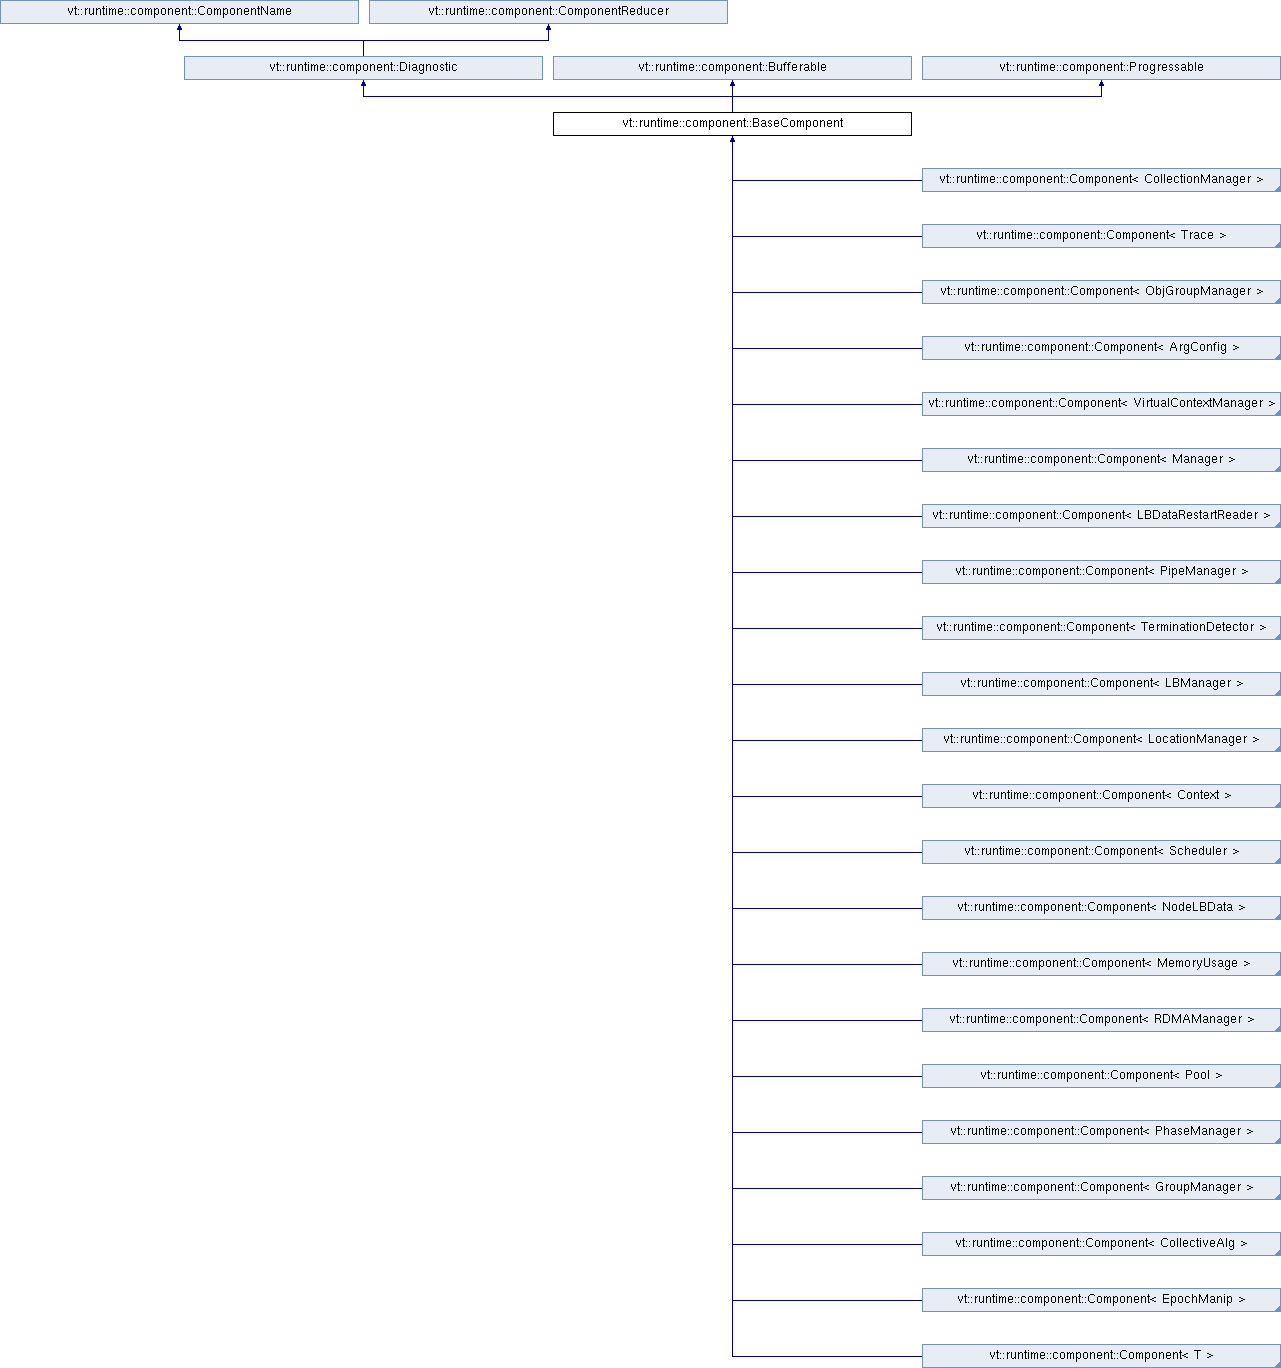 vt::runtime::component::ComponentName
vt::runtime::component::ComponentReducer
vt::runtime::component::Diagnostic
vt::runtime::component::Bufferable
vt::runtime::component::Progressable
vt::runtime::component::BaseComponent
vt::runtime::component::Component< CollectionManager >
vt::runtime::component::Component< Trace >
vt::runtime::component::Component< ObjGroupManager >
vt::runtime::component::Component< ArgConfig >
vt::runtime::component::Component< VirtualContextManager >
vt::runtime::component::Component< Manager >
vt::runtime::component::Component< LBDataRestartReader >
vt::runtime::component::Component< PipeManager >
vt::runtime::component::Component< TerminationDetector >
vt::runtime::component::Component< LBManager >
vt::runtime::component::Component< LocationManager >
vt::runtime::component::Component< Context >
vt::runtime::component::Component< Scheduler >
vt::runtime::component::Component< NodeLBData >
vt::runtime::component::Component< MemoryUsage >
vt::runtime::component::Component< RDMAManager >
vt::runtime::component::Component< Pool >
vt::runtime::component::Component< PhaseManager >
vt::runtime::component::Component< GroupManager >
vt::runtime::component::Component< CollectiveAlg >
vt::runtime::component::Component< EpochManip >
vt::runtime::component::Component< T >